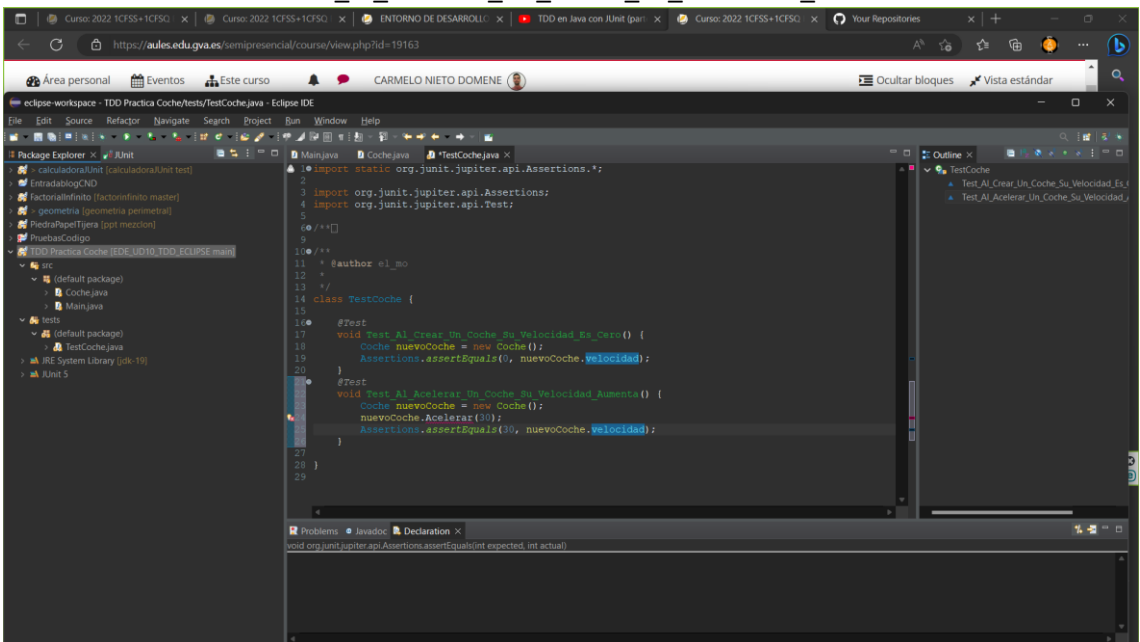 Curso: 2022 1CFSS+1CFSQ
Curso: 2022 1CFSS+1CFSQ
ENTORNO DE DESARROLLO
TDD en Java con JUnit (part
Curso: 2022 1CFSS+1CFSQ
Your Repositories
https://aules.edu.gva.es/semipresencial/course/view.php?id=19163
Área personal Eventos Este curso CARMELO NIETO DOMENE Ocultar bloques Vista estándar
eclipse-workspace - TDD Practica Coche/tests/TestCoche.java - Eclipse IDE
File Edit Source Refactor Navigate Search Project Run Window Help
Package Explorer JUnit
> calculadoraJUnit [calculadoraJUnit test]
EntradablogCND
FactorialInfinito [factorinfinito master]
> geometria [geometria perimetral]
PiedraPapelTijera [ppt mezclon]
PruebasCodigo
TDD Practica Coche [EDE_UD10_TDD_ECLIPSE main]
src
(default package)
Coche.java
Main.java
tests
(default package)
TestCoche.java
JRE System Library [jdk-19]
JUnit 5
Main.java Coche.java *TestCoche.java
1 import static org.junit.jupiter.api.Assertions.*;
2
3 import org.junit.jupiter.api.Assertions;
4 import org.junit.jupiter.api.Test;
5
6 /**
9
10 /**
11 * @author el_mo
12 *
13 */
14 class TestCoche {
15
16 @Test
17 void Test_Al_Crear_Un_Coche_Su_Velocidad_Es_Cero() {
18 Coche nuevoCoche = new Coche();
19 Assertions.assertEquals(0, nuevoCoche.velocidad);
20 }
21 @Test
22 void Test_Al_Acelerar_Un_Coche_Su_Velocidad_Aumenta() {
23 Coche nuevoCoche = new Coche();
24 nuevoCoche.Acelerar(30);
25 Assertions.assertEquals(30, nuevoCoche.velocidad);
26 }
27
28 }
29
Outline
TestCoche
Test_Al_Crear_Un_Coche_Su_Velocidad_Es_
Test_Al_Acelerar_Un_Coche_Su_Velocidad_
Problems Javadoc Declaration
void org.junit.jupiter.api.Assertions.assertEquals(int expected, int actual)